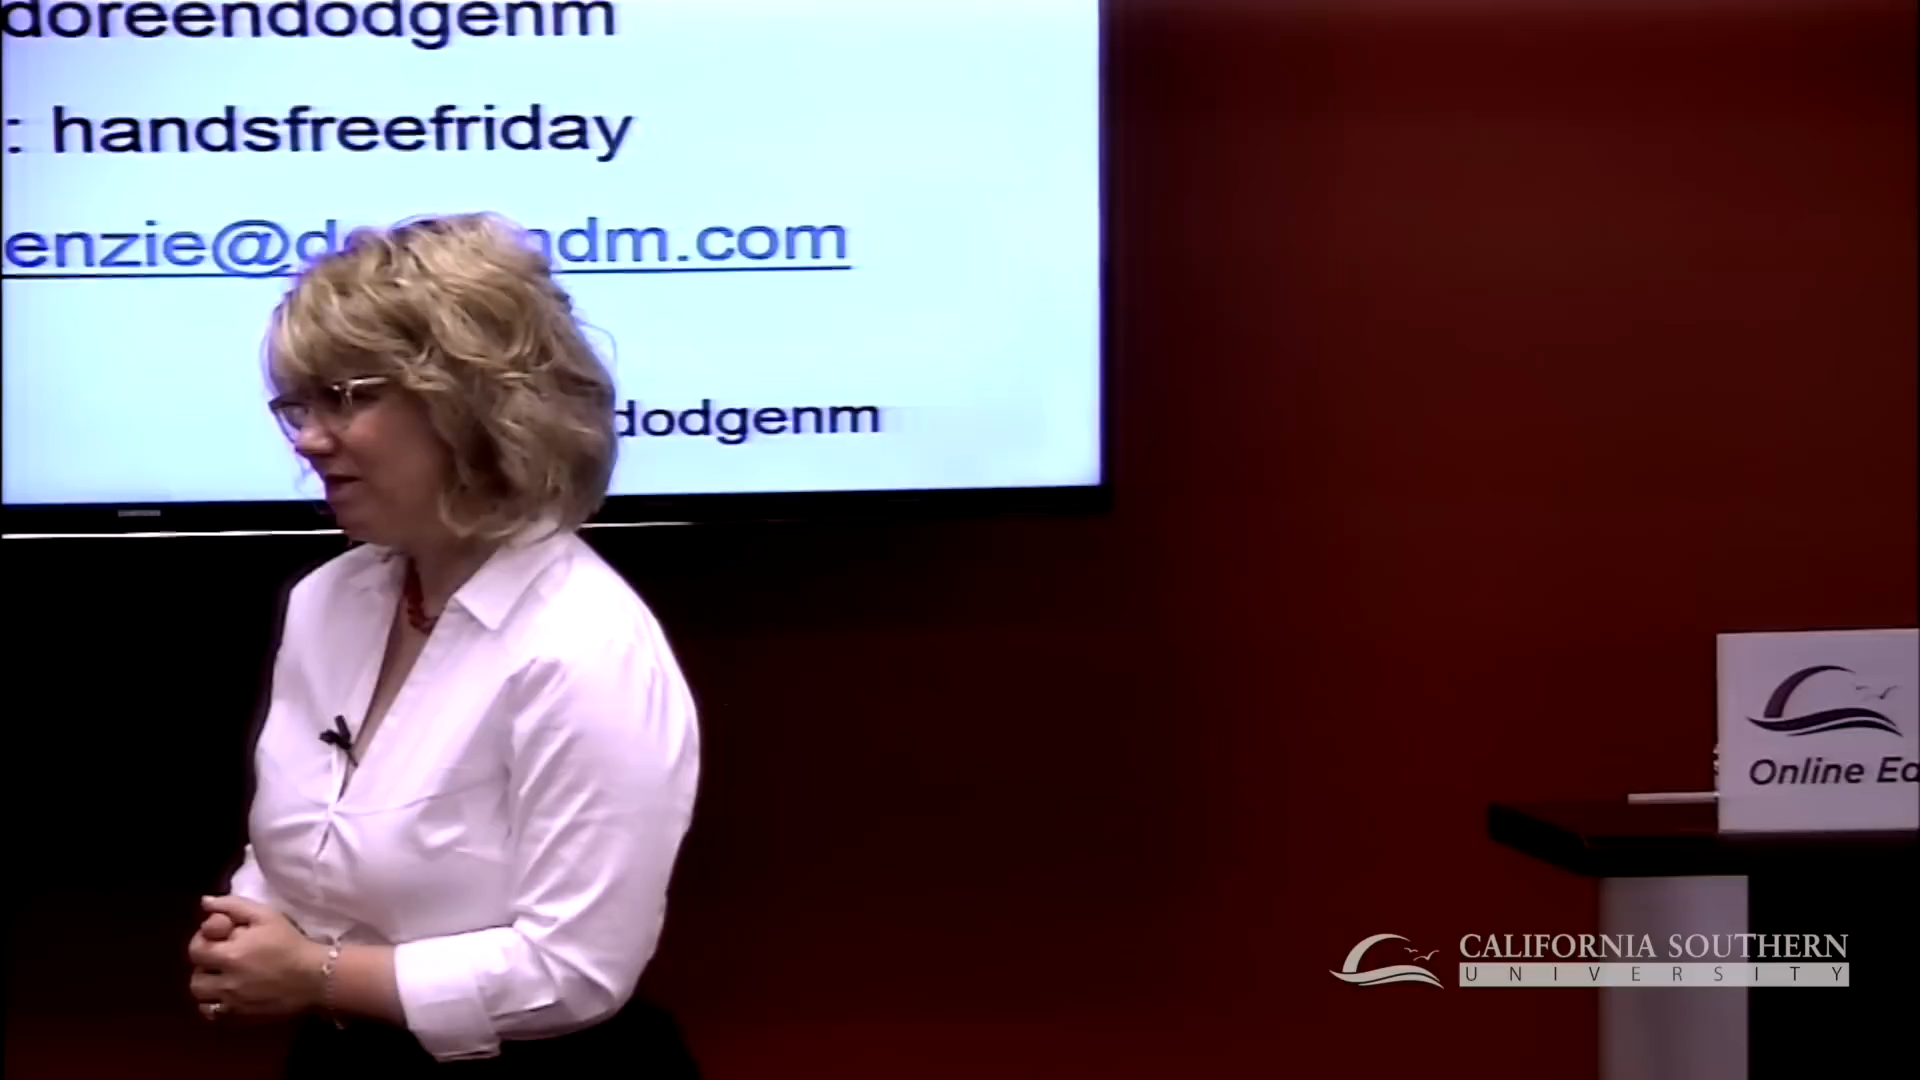 doreendodgenm
: handsfreefriday
enzie@d dm.com
dodgenm
Online Ed
CALIFORNIA SOUTHERN
UNIVERSITY